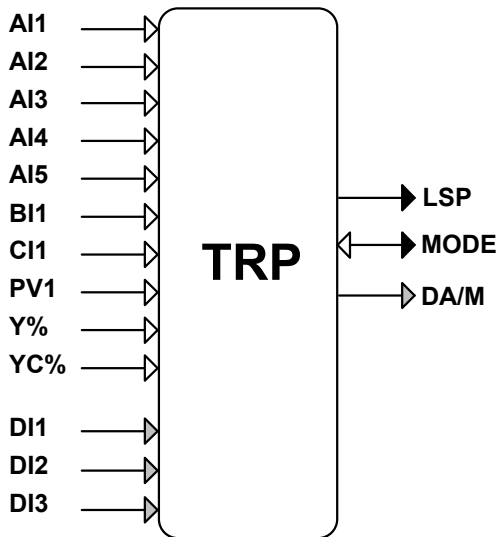 AI1
AI2
AI3
AI4
AI5
BI1
CI1
PV1
Y%
YC%
DI1
DI2
DI3
TRP
LSP
MODE
DA/M